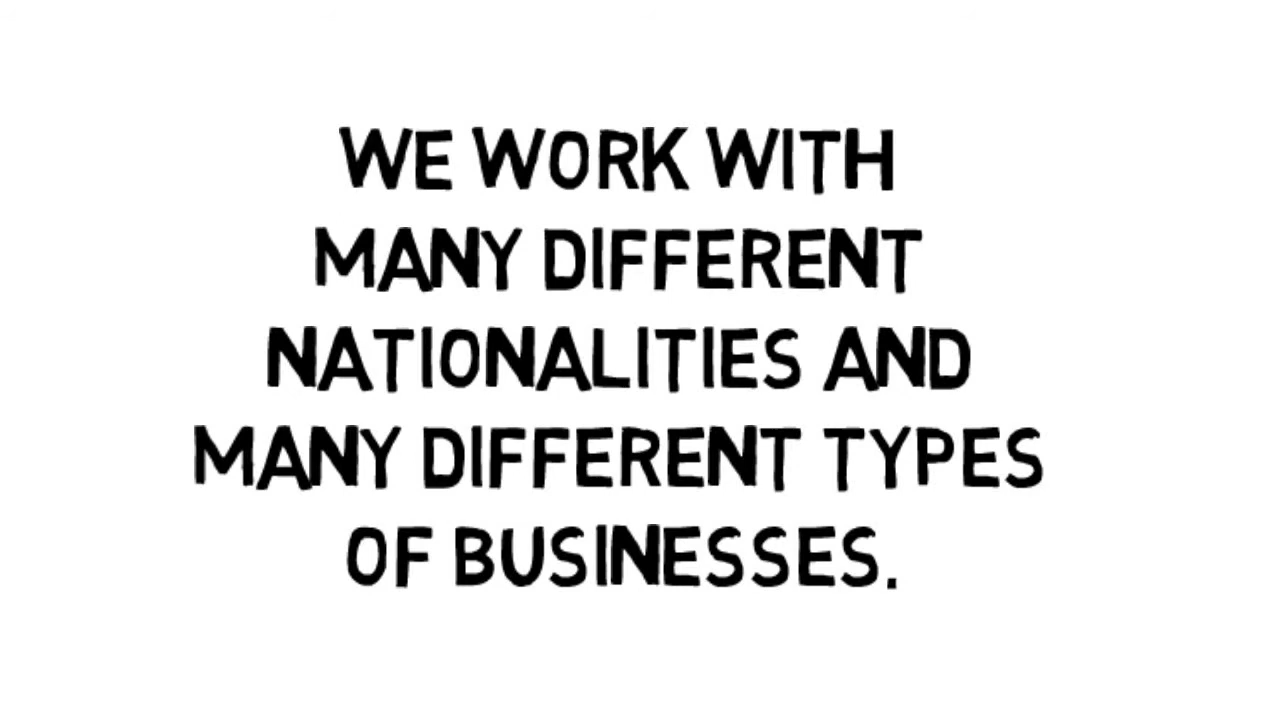 WE WORK WITH
MANY DIFFERENT
NATIONALITIES AND
MANY DIFFERENT TYPES
OF BUSINESSES.